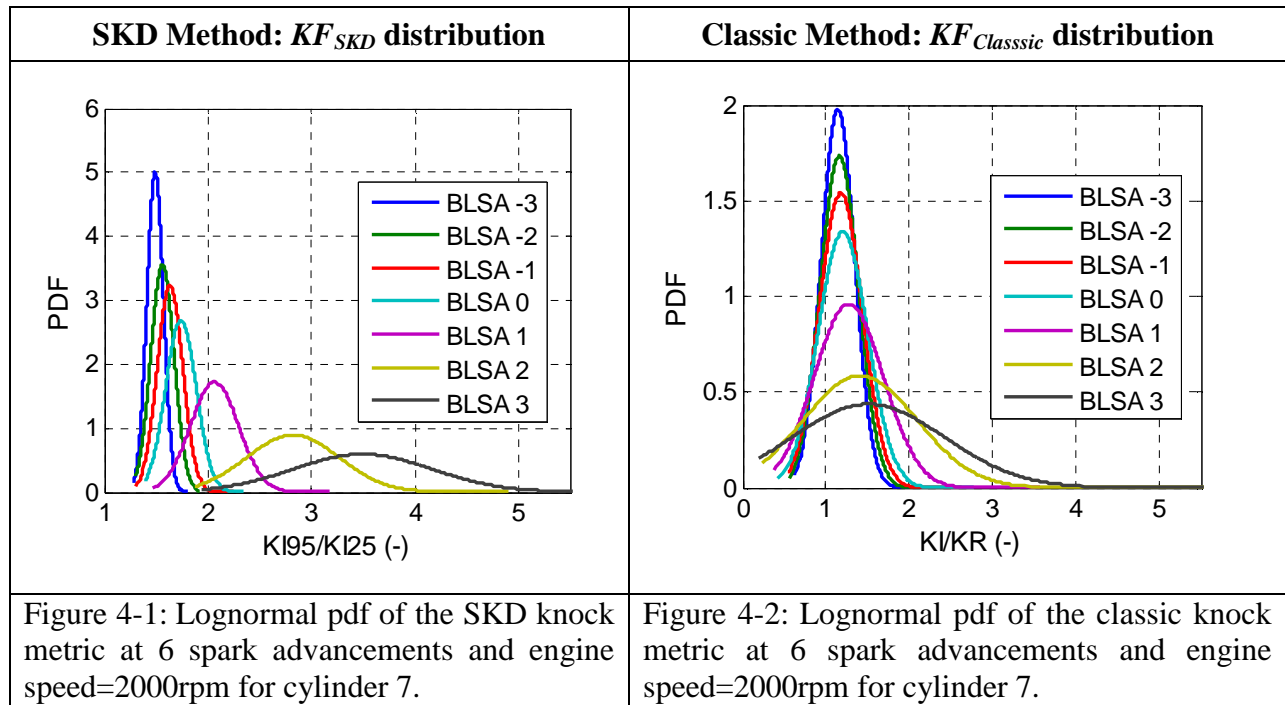 SKD Method: KF_SKD distribution
Classic Method: KF_Classsic distribution
6
5
4
3
2
1
0
PDF
1
2
3
4
5
KI95/KI25 (-)
BLSA -3
BLSA -2
BLSA -1
BLSA 0
BLSA 1
BLSA 2
BLSA 3
2
1.5
1
0.5
0
PDF
0
1
2
3
4
5
KI/KR (-)
BLSA -3
BLSA -2
BLSA -1
BLSA 0
BLSA 1
BLSA 2
BLSA 3
Figure 4-1: Lognormal pdf of the SKD knock
metric at 6 spark advancements and engine
speed=2000rpm for cylinder 7.
Figure 4-2: Lognormal pdf of the classic knock
metric at 6 spark advancements and engine
speed=2000rpm for cylinder 7.